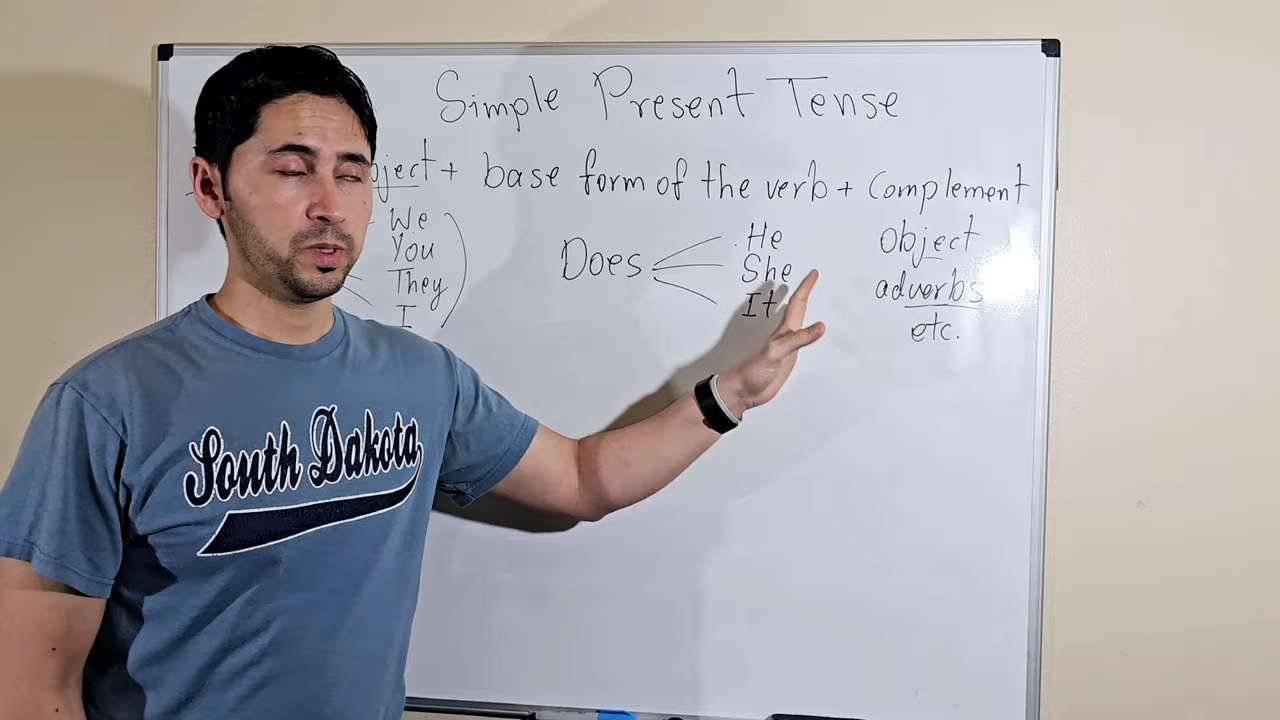 Simple Present Tense
+ base form of the verb + Complement
We
You
They
I
Does
He
She
It
object
adverbs
etc.
South Dakota